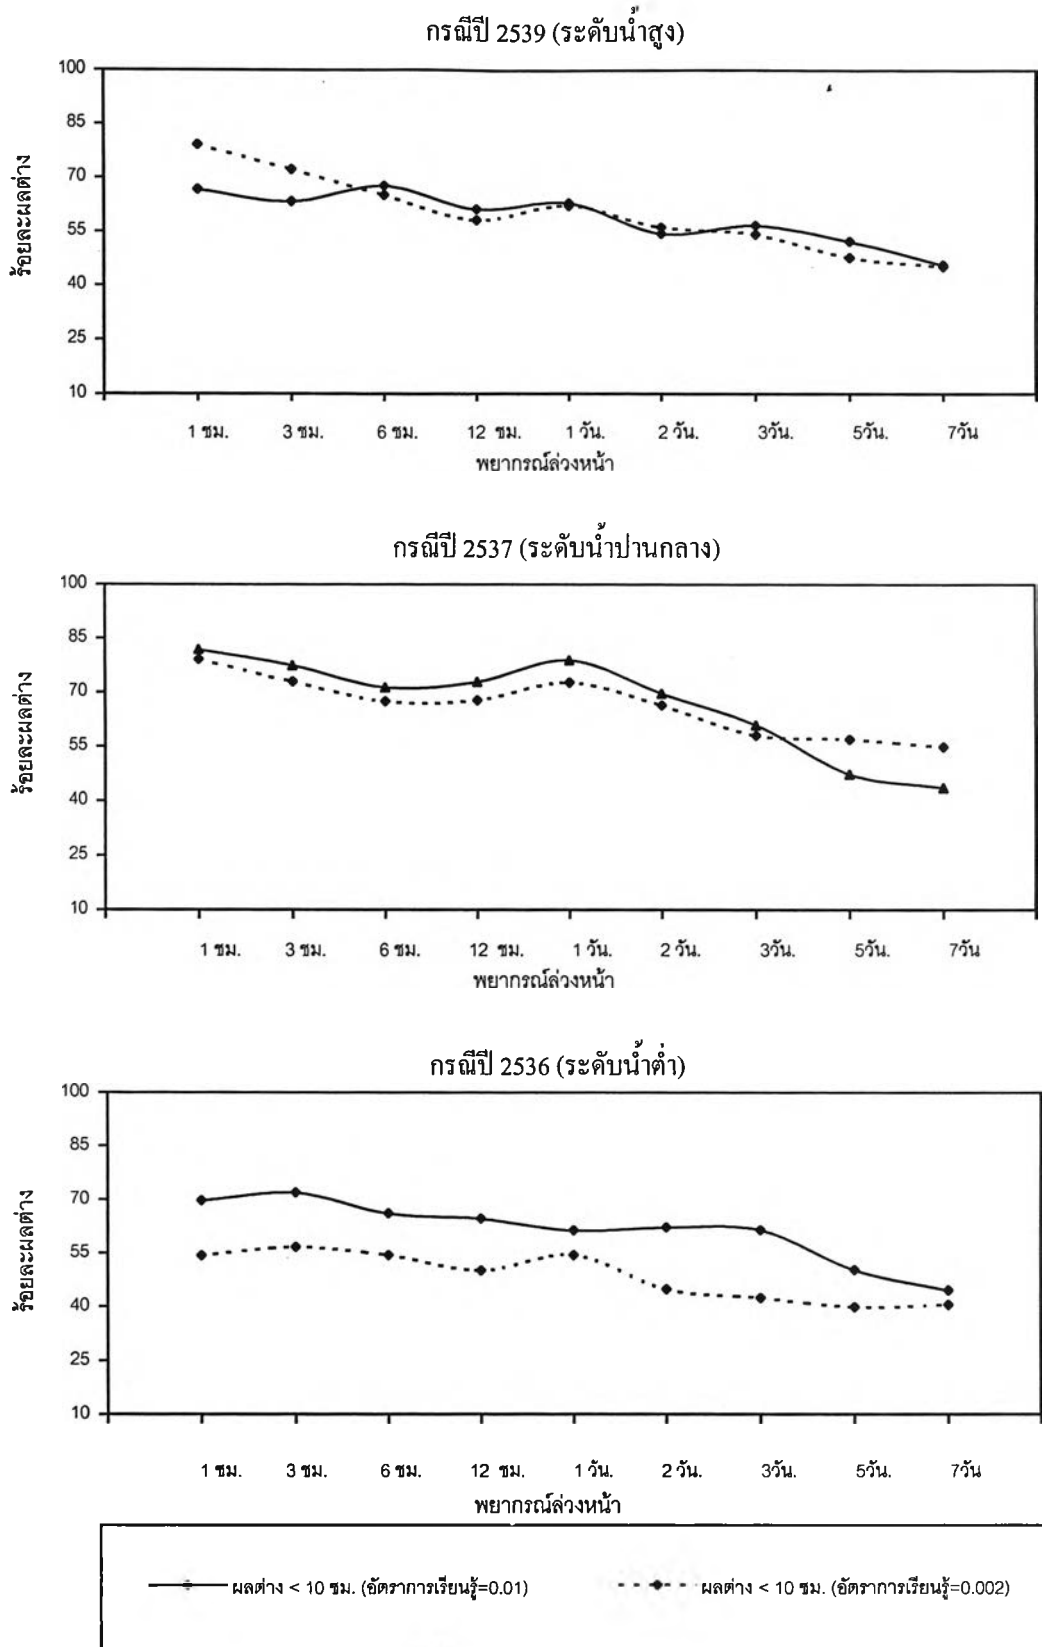 กรณีปี 2539 (ระดับน้ำสูง)
100
85
70
55
40
25
10
ร้อยละผลต่าง
1 ชม. 3 ชม. 6 ชม. 12 ชม. 1 วัน. 2 วัน. 3วัน. 5วัน. 7วัน
พยากรณ์ล่วงหน้า
กรณีปี 2537 (ระดับน้ำปานกลาง)
100
85
70
55
40
25
10
ร้อยละผลต่าง
1 ชม. 3 ชม. 6 ชม. 12 ชม. 1 วัน. 2 วัน. 3วัน. 5วัน. 7วัน
พยากรณ์ล่วงหน้า
กรณีปี 2536 (ระดับน้ำต่ำ)
100
85
70
55
40
25
10
ร้อยละผลต่าง
1 ชม. 3 ชม. 6 ชม. 12 ชม. 1 วัน. 2 วัน. 3วัน. 5วัน. 7วัน
พยากรณ์ล่วงหน้า
ผลต่าง < 10 ซม. (อัตราการเรียนรู้=0.01) ผลต่าง < 10 ซม. (อัตราการเรียนรู้=0.002)